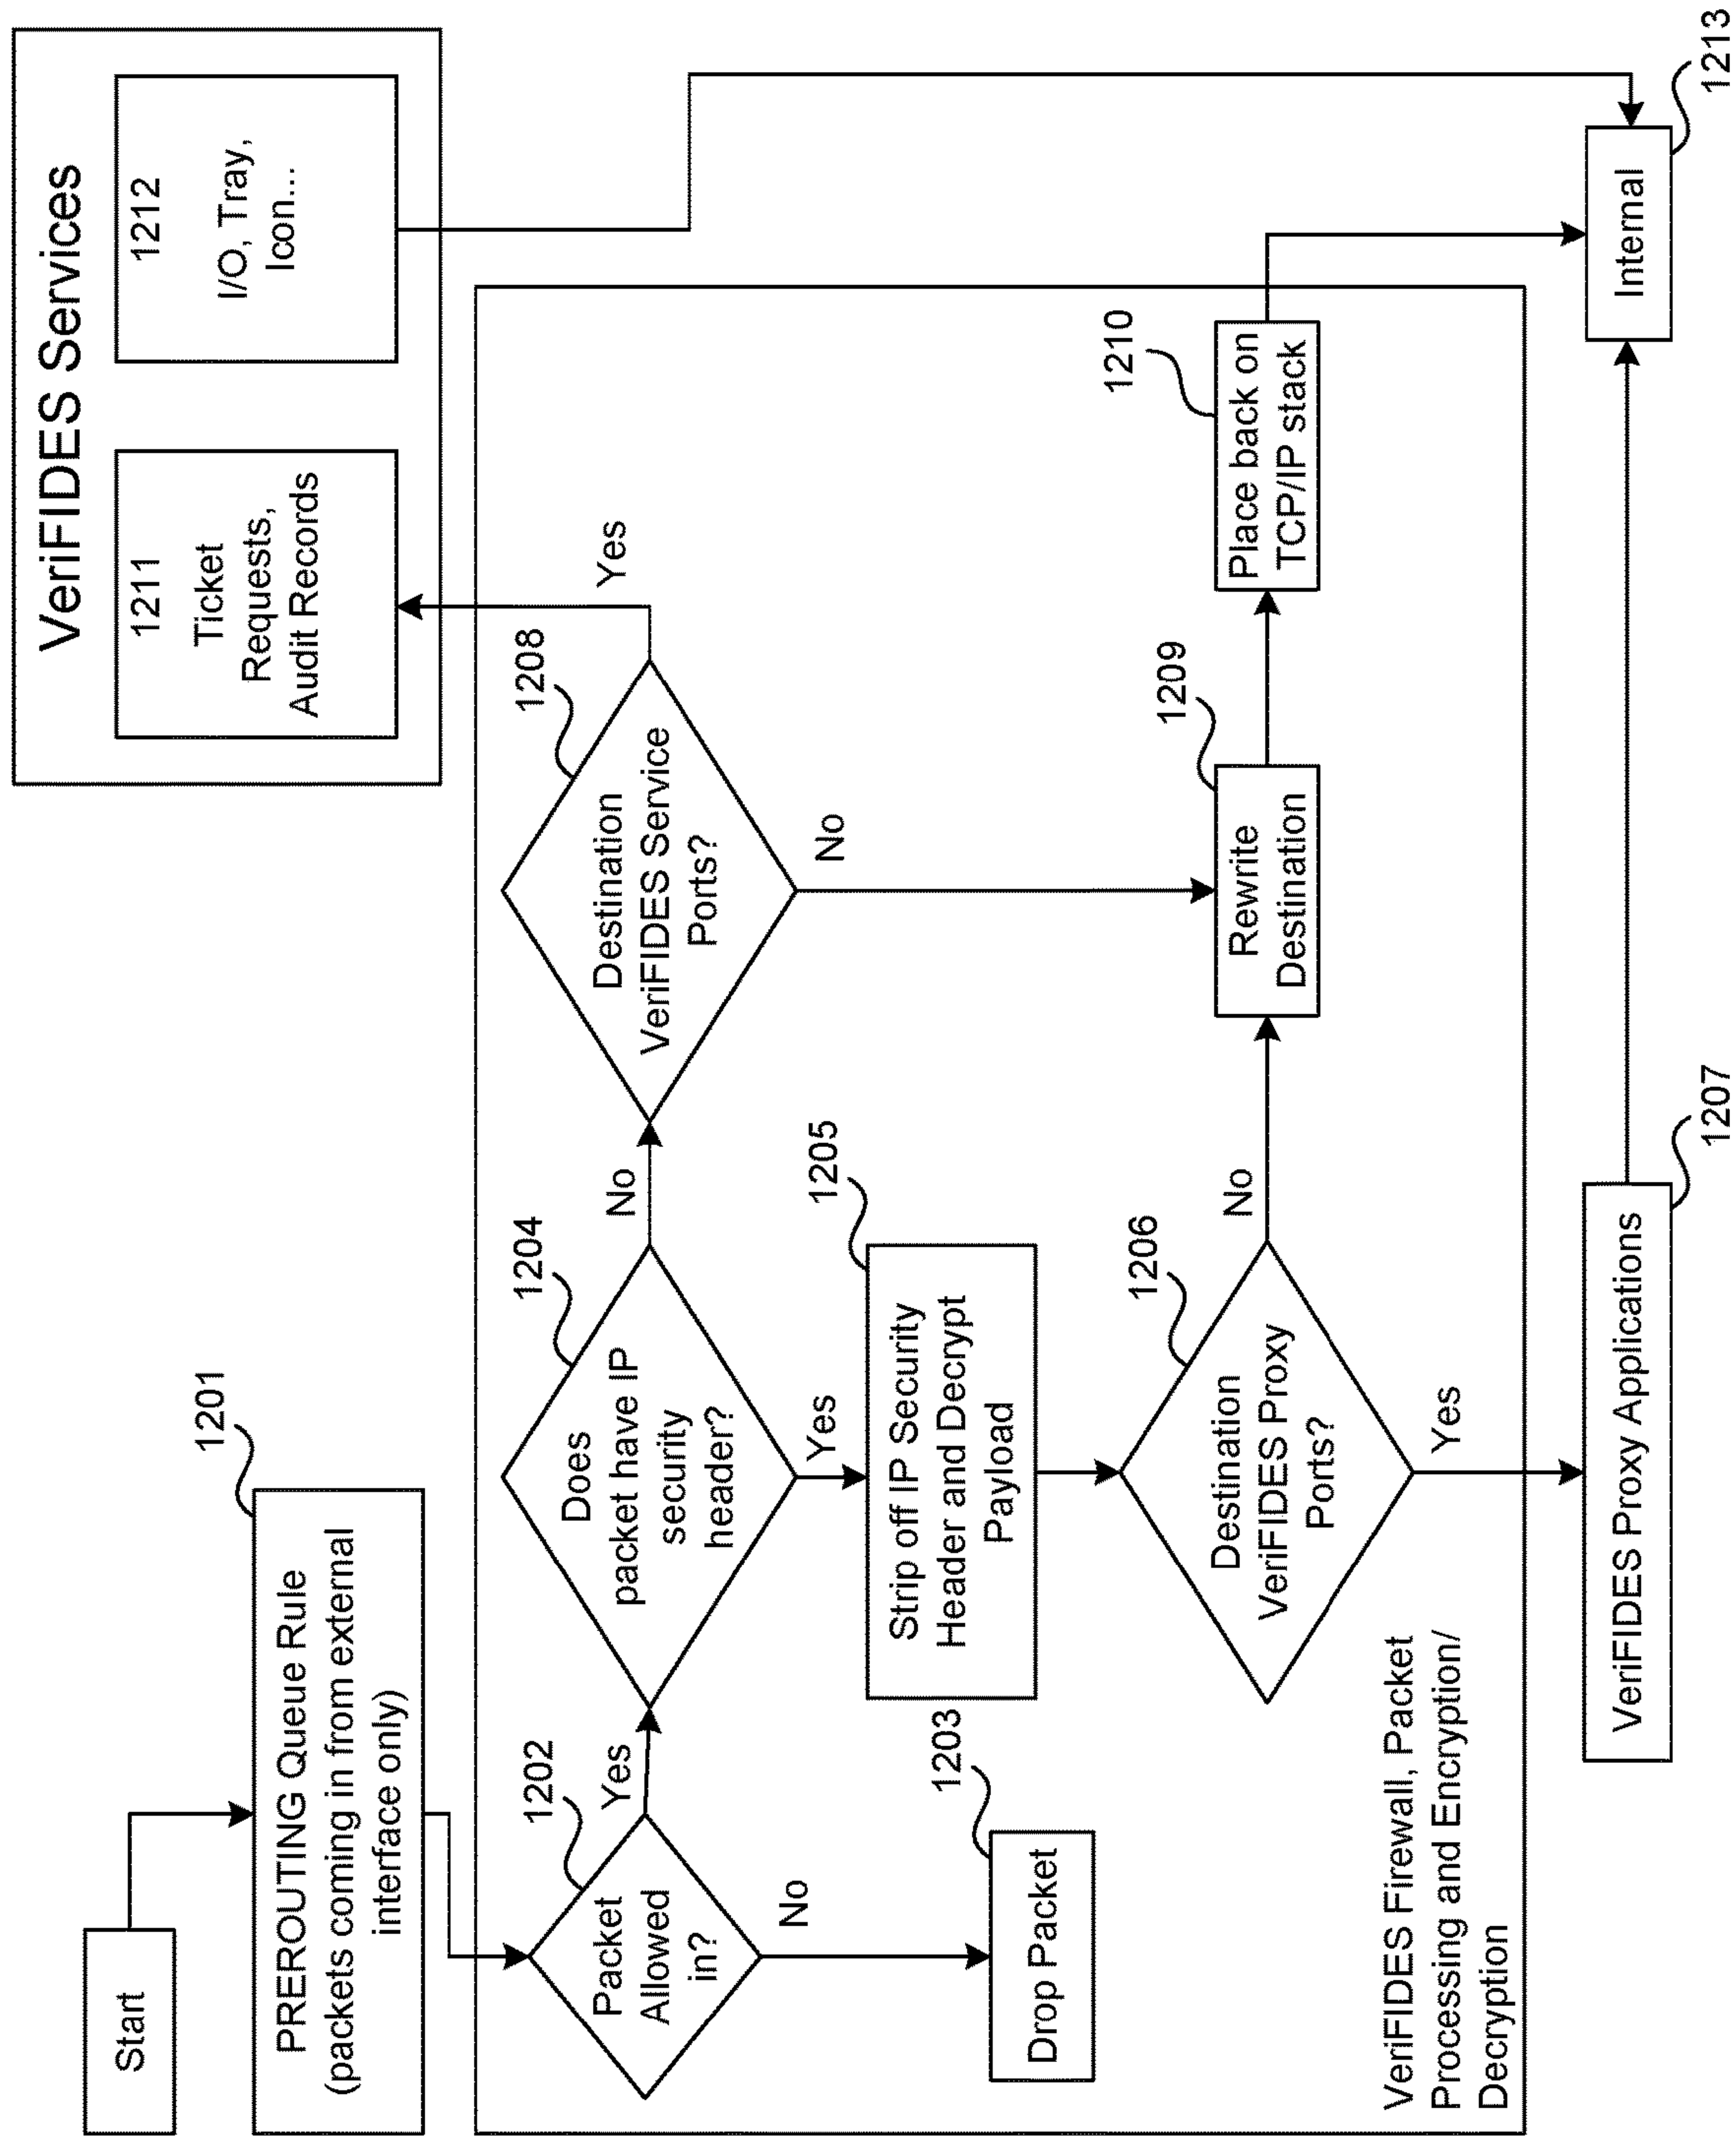 Start
1201
PREROUTING Queue Rule
(packets coming in from external
interface only)
VeriFIDES Services
1211
Ticket
Requests,
Audit Records
1212
I/O, Tray,
Icon...
1202
Packet
Allowed
in?
Yes
No
1203
Drop Packet
1204
Does
packet have IP
security
header?
No
Yes
1208
Destination
VeriFIDES Service
Ports?
Yes
No
1205
Strip off IP Security
Header and Decrypt
Payload
1206
Destination
VeriFIDES Proxy
Ports?
No
Yes
1209
Rewrite
Destination
1210
Place back on
TCP/IP stack
VeriFIDES Firewall, Packet
Processing and Encryption/
Decryption
VeriFIDES Proxy Applications
1207
Internal
1213